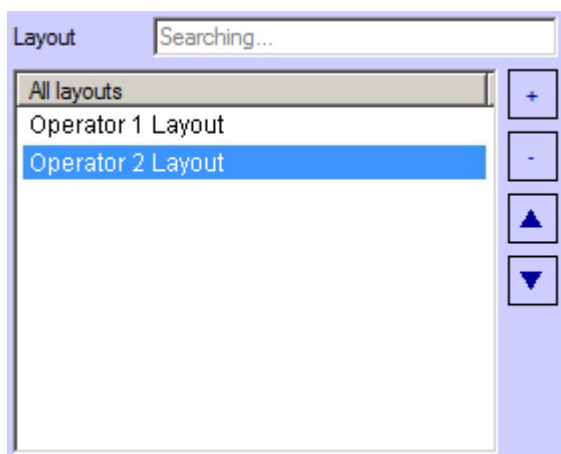 Layout
Searching...
All layouts
Operator 1 Layout
Operator 2 Layout
+
-
▲
▼